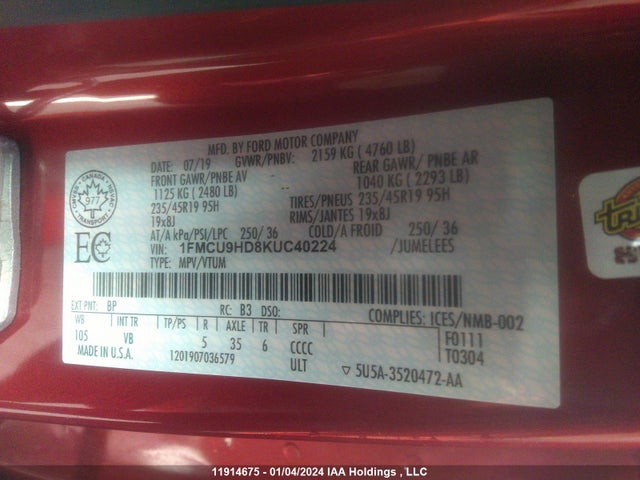 MFD. BY FORD MOTOR COMPANY
DATE: 07/19 GVWR/PNBV: 2159 KG ( 4760 LB)
FRONT GAWR/PNBE AV REAR GAWR/ PNBE AR
1125 KG ( 2480 LB) 1040 KG ( 2293 LB)
235/45R19 95H TIRES/PNEUS 235/45R19 95H
19x8J RIMS/JANTES 19x8J
AT/A kPa/PSI/LPC 250/ 36 COLD/A FROID 250/ 36
VIN: 1FMCU9HD8KUC40224 /JUMELEES
TYPE: MPV/VTUM
CANADA
977
TRANSPORT
EC
EXT PNT: BP RC: B3 DSO: COMPLIES: ICES/NMB-002
WB INT TR TP/PS R AXLE TR SPR F0111
105 VB 5 35 6 CCCC T0304
MADE IN U.S.A. 1201907036579 ULT ▽ 5U5A-3520472-AA
11914675 - 01/04/2024 IAA Holdings , LLC